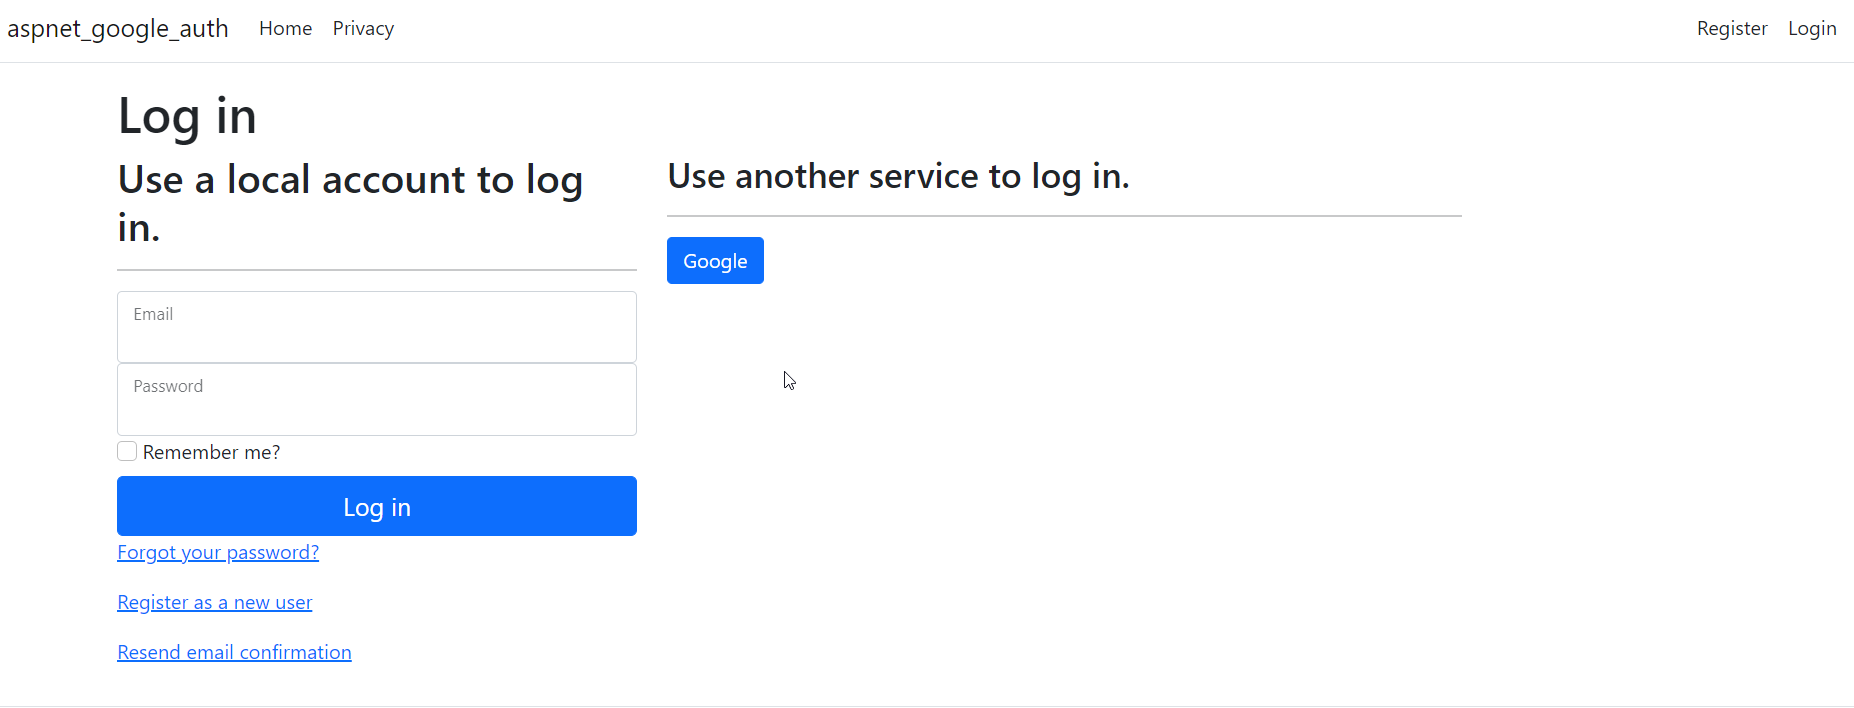 aspnet_google_auth Home Privacy Register Login
Log in
Use a local account to log
in.
Email
Password
Remember me?
Log in
Forgot your password?
Register as a new user
Resend email confirmation
Use another service to log in.
Google